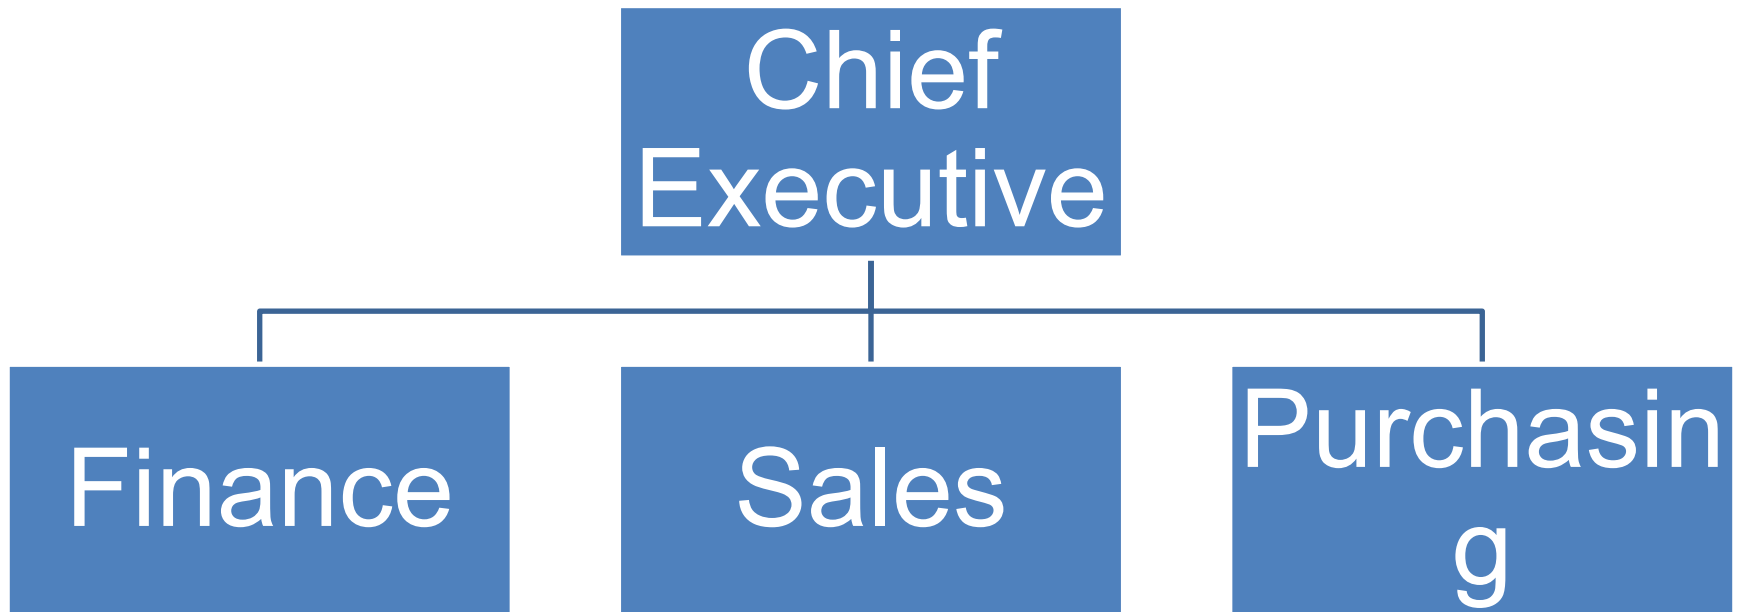 Chief
Executive
Finance
Sales
Purchasin
g